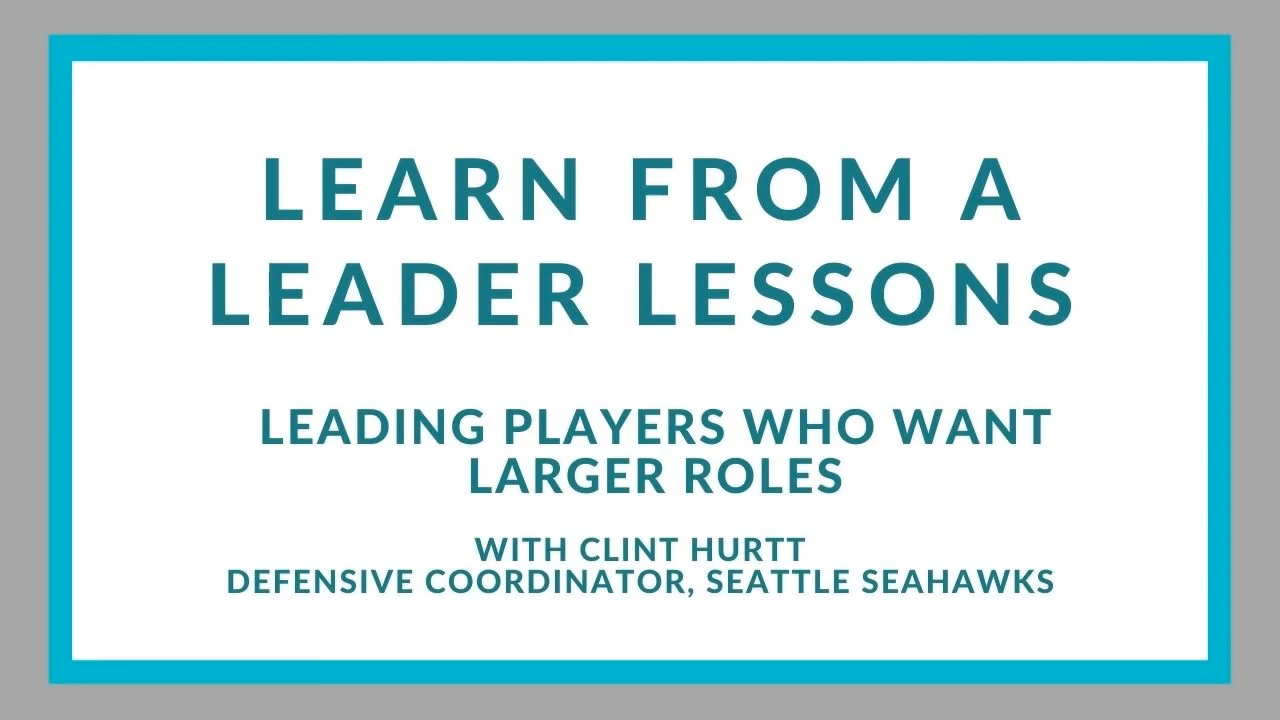 LEARN FROM A
LEADER LESSONS
LEADING PLAYERS WHO WANT
LARGER ROLES
WITH CLINT HURTT
DEFENSIVE COORDINATOR, SEATTLE SEAHAWKS